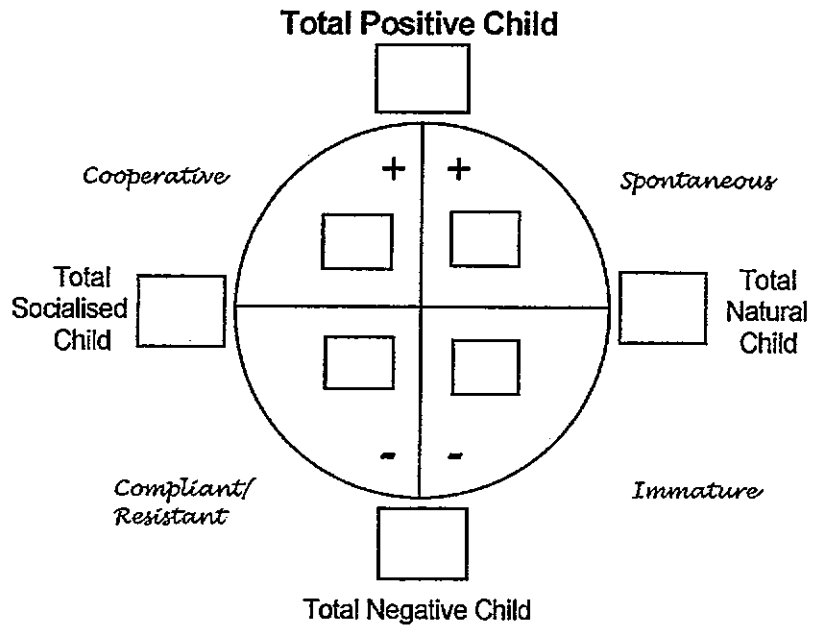 Total Positive Child
+ +
Cooperative
Spontaneous
Total
Socialised
Child
Total
Natural
Child
- -
Compliant/
Resistant
Immature
Total Negative Child